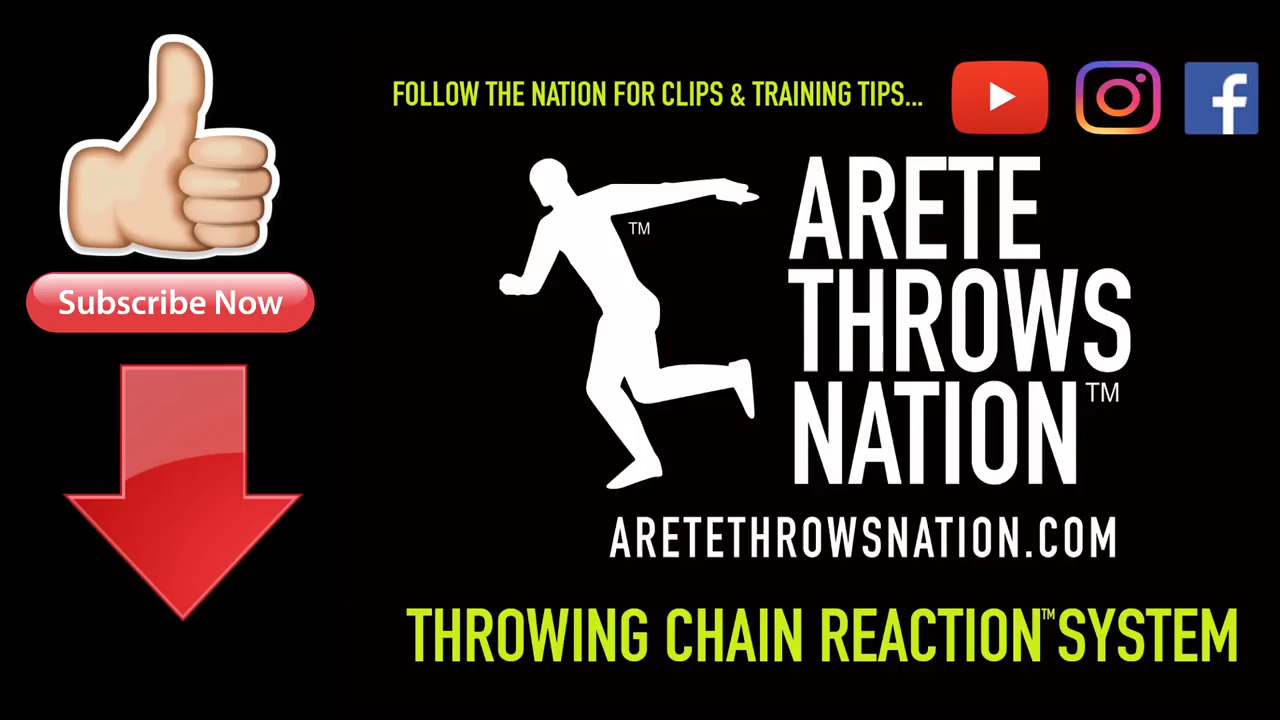 FOLLOW THE NATION FOR CLIPS & TRAINING TIPS...
Subscribe Now
TM
ARETE
THROWS
NATION™
ARETETHROWSNATION.COM
THROWING CHAIN REACTION™ SYSTEM